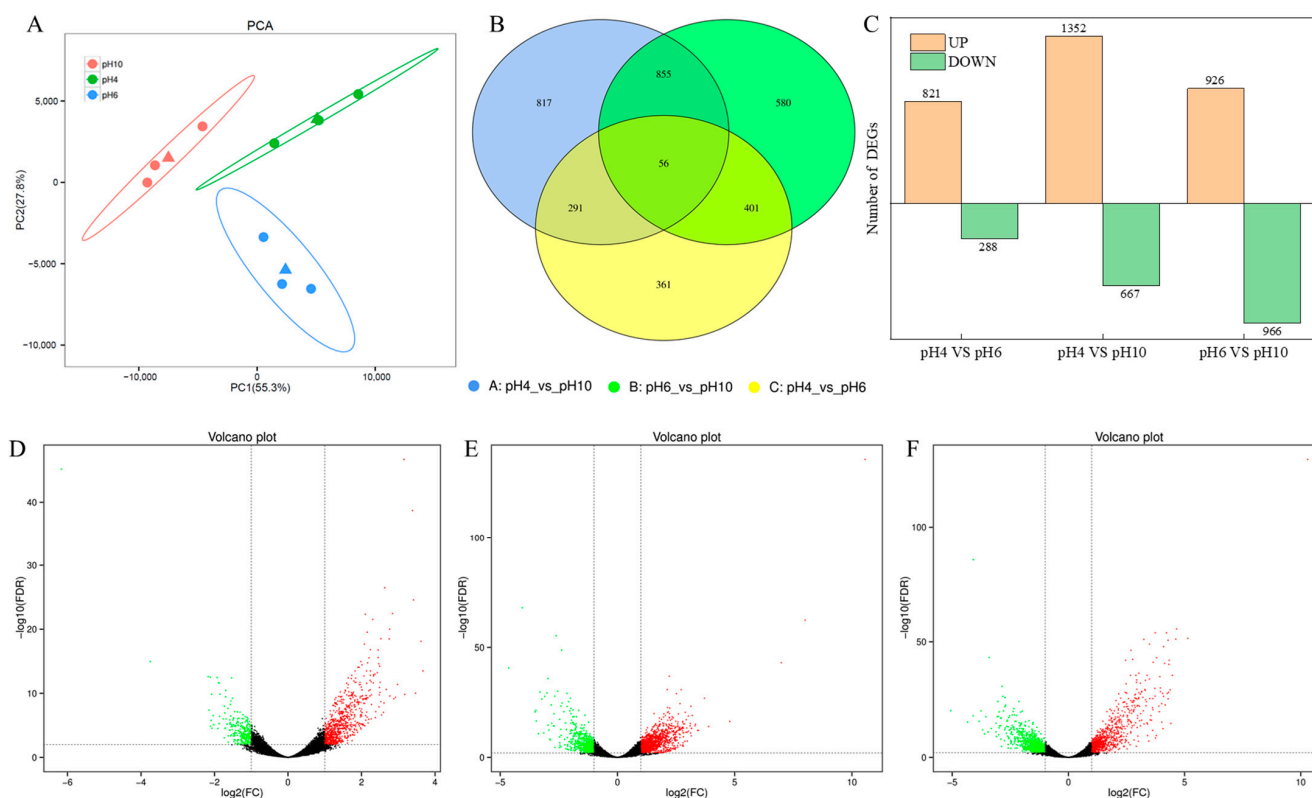 A
PCA
pH10
pH4
pH6
5,000
0
−5,000
−10,000
PC2(27.8%)
−10,000
0
10,000
PC1(55.3%)
B
817
855
580
56
291
401
361
A: pH4_vs_pH10
B: pH6_vs_pH10
C: pH4_vs_pH6
C
UP
DOWN
Number of DEGs
821
1352
926
288
667
966
pH4 VS pH6
pH4 VS pH10
pH6 VS pH10
D
Volcano plot
−log10(FDR)
40
30
20
10
0
−6
−4
−2
0
2
4
log2(FC)
E
Volcano plot
−log10(FDR)
100
50
0
−5
0
5
10
log2(FC)
F
Volcano plot
−log10(FDR)
100
50
0
−5
0
5
10
log2(FC)